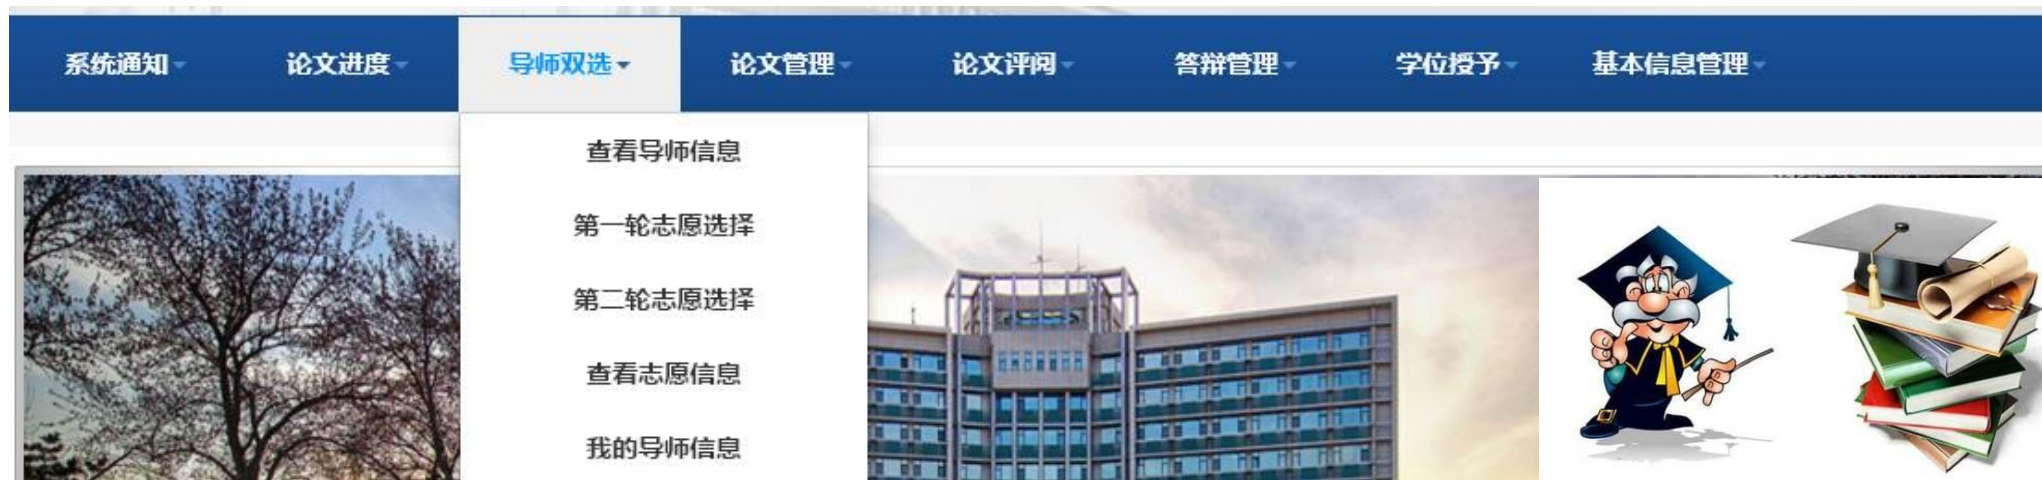 系统通知 论文进度 导师双选 论文管理 论文评阅 答辩管理 学位授予 基本信息管理
查看导师信息
第一轮志愿选择
第二轮志愿选择
查看志愿信息
我的导师信息